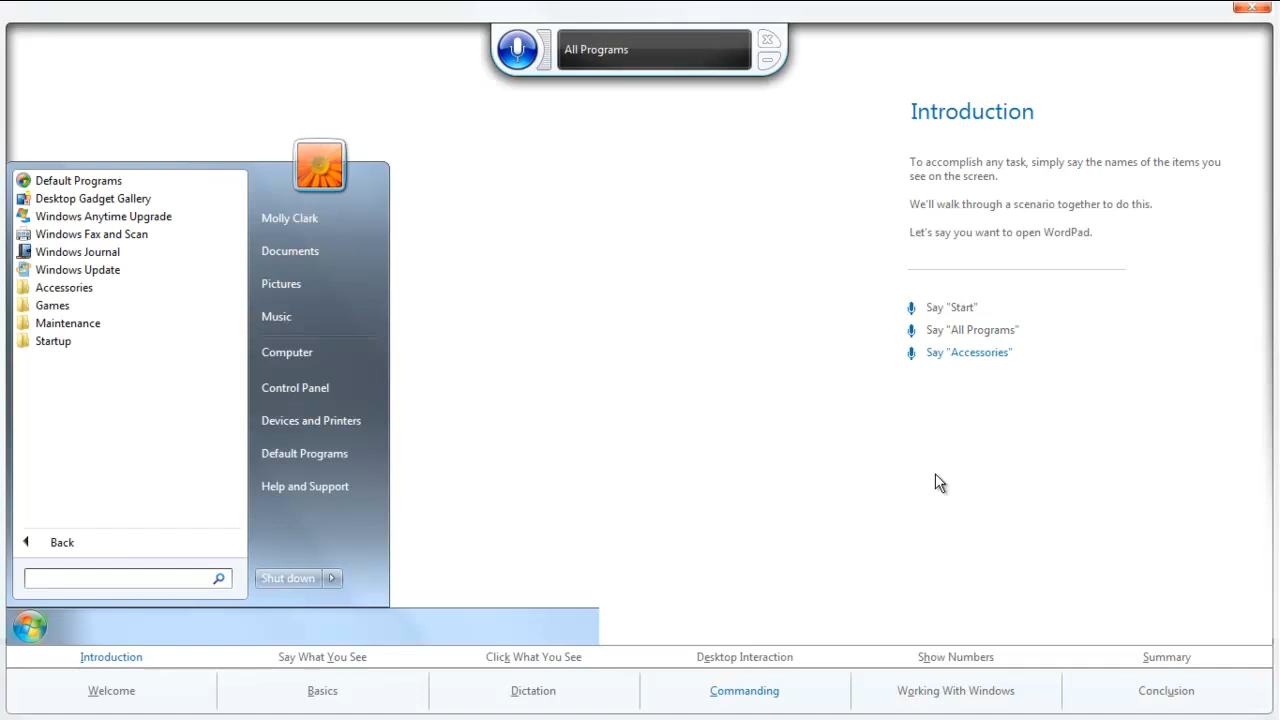 All Programs
Introduction
To accomplish any task, simply say the names of the items you
see on the screen.
We'll walk through a scenario together to do this.
Let's say you want to open WordPad.
Say "Start"
Say "All Programs"
Say "Accessories"
Default Programs
Desktop Gadget Gallery
Windows Anytime Upgrade
Windows Fax and Scan
Windows Journal
Windows Update
Accessories
Games
Maintenance
Startup
Back
Molly Clark
Documents
Pictures
Music
Computer
Control Panel
Devices and Printers
Default Programs
Help and Support
Shut down
Introduction Say What You See Click What You See Desktop Interaction Show Numbers Summary
Welcome Basics Dictation Commanding Working With Windows Conclusion